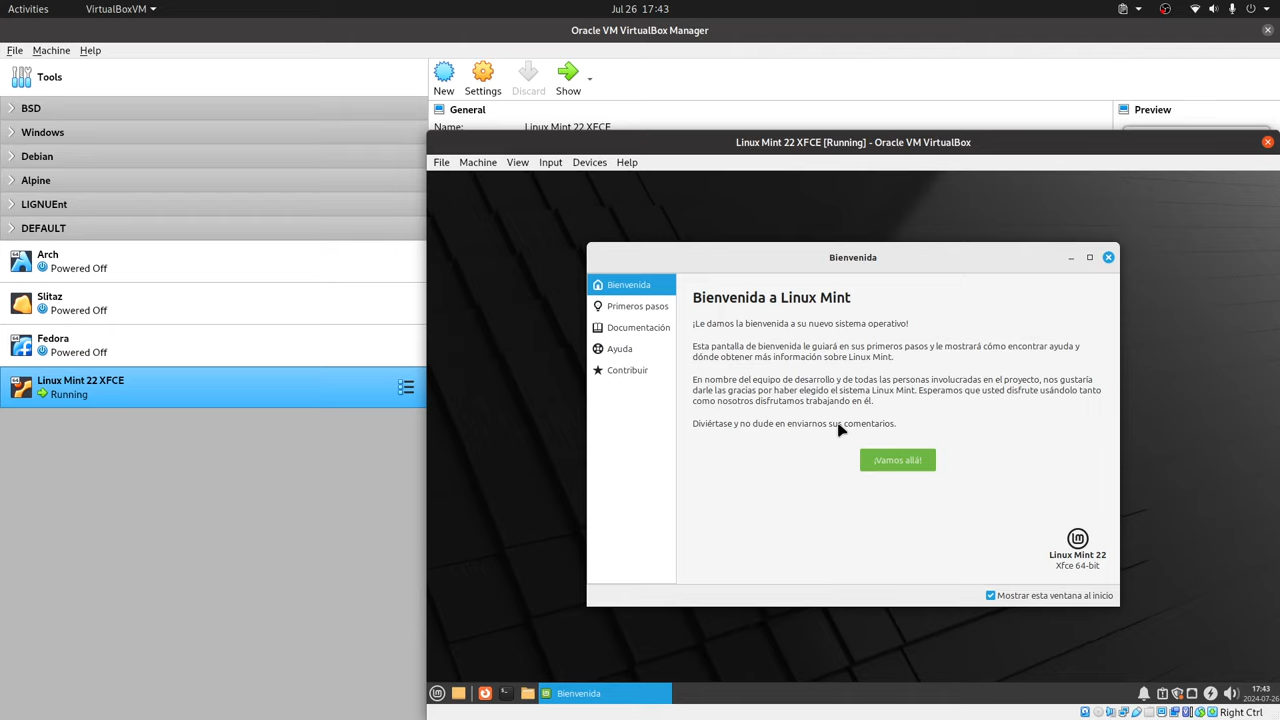 Activities
VirtualBoxVM
Jul 26 17:43
Oracle VM VirtualBox Manager
File Machine Help
Tools
New
Settings
Discard
Show
BSD
Windows
Debian
Alpine
LIGNUEnt
DEFAULT
Arch
Powered Off
Slitaz
Powered Off
Fedora
Powered Off
Linux Mint 22 XFCE
Running
General
Name: Linux Mint 22 XFCE
Preview
Linux Mint 22 XFCE [Running] - Oracle VM VirtualBox
File Machine View Input Devices Help
Bienvenida
Bienvenida
Primeros pasos
Documentación
Ayuda
Contribuir
Bienvenida a Linux Mint
¡Le damos la bienvenida a su nuevo sistema operativo!
Esta pantalla de bienvenida le guiará en sus primeros pasos y le mostrará cómo encontrar ayuda y
dónde obtener más información sobre Linux Mint.
En nombre del equipo de desarrollo y de todas las personas involucradas en el proyecto, nos gustaría
darle las gracias por haber elegido el sistema Linux Mint. Esperamos que usted disfrute usándolo tanto
como nosotros disfrutamos trabajando en él.
Diviértase y no dude en enviarnos sus comentarios.
¡Vamos allá!
Linux Mint 22
Xfce 64-bit
Mostrar esta ventana al inicio
Bienvenida
17:43
2024-07-26
Right Ctrl